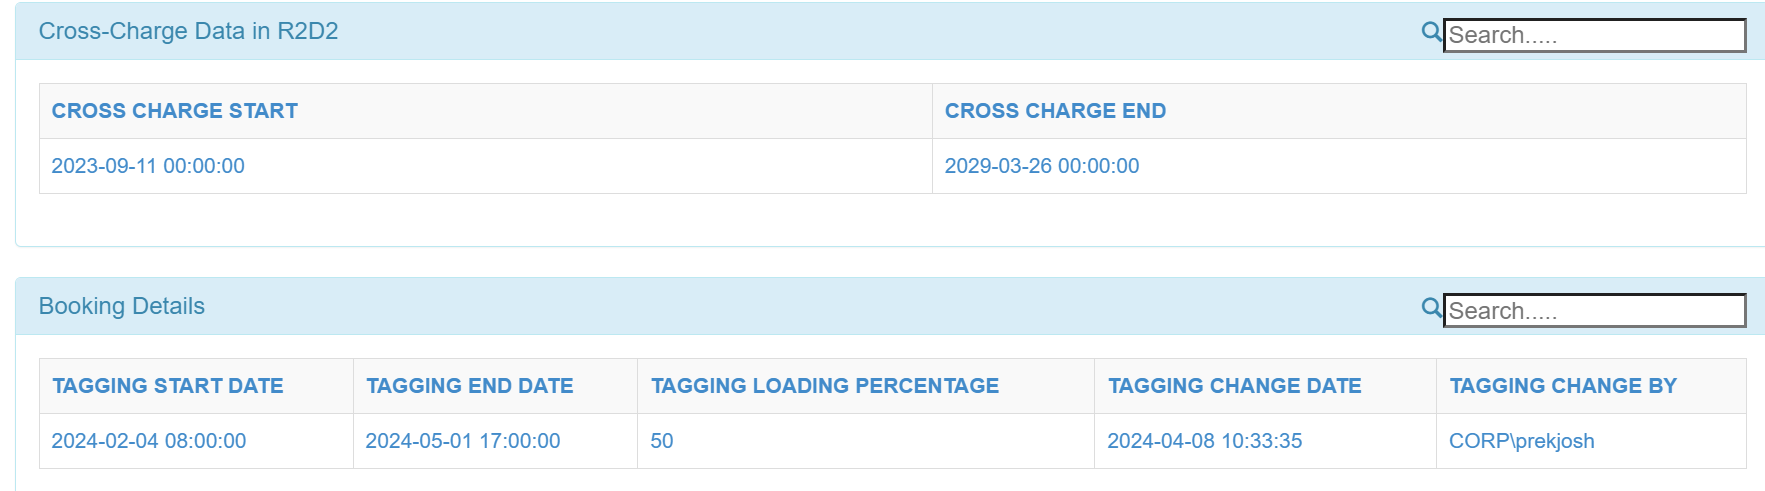 Cross-Charge Data in R2D2 Search.....
CROSS CHARGE START CROSS CHARGE END
2023-09-11 00:00:00 2029-03-26 00:00:00
Booking Details Search.....
TAGGING START DATE TAGGING END DATE TAGGING LOADING PERCENTAGE TAGGING CHANGE DATE TAGGING CHANGE BY
2024-02-04 08:00:00 2024-05-01 17:00:00 50 2024-04-08 10:33:35 CORP\prekjosh